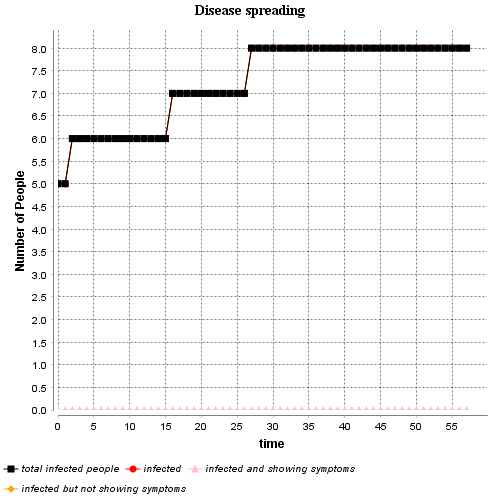 Disease spreading
8.0
7.5
7.0
6.5
6.0
5.5
5.0
4.5
4.0
3.5
3.0
2.5
2.0
1.5
1.0
0.5
0.0
Number of People
0 5 10 15 20 25 30 35 40 45 50 55
time
total infected people infected infected and showing symptoms
infected but not showing symptoms